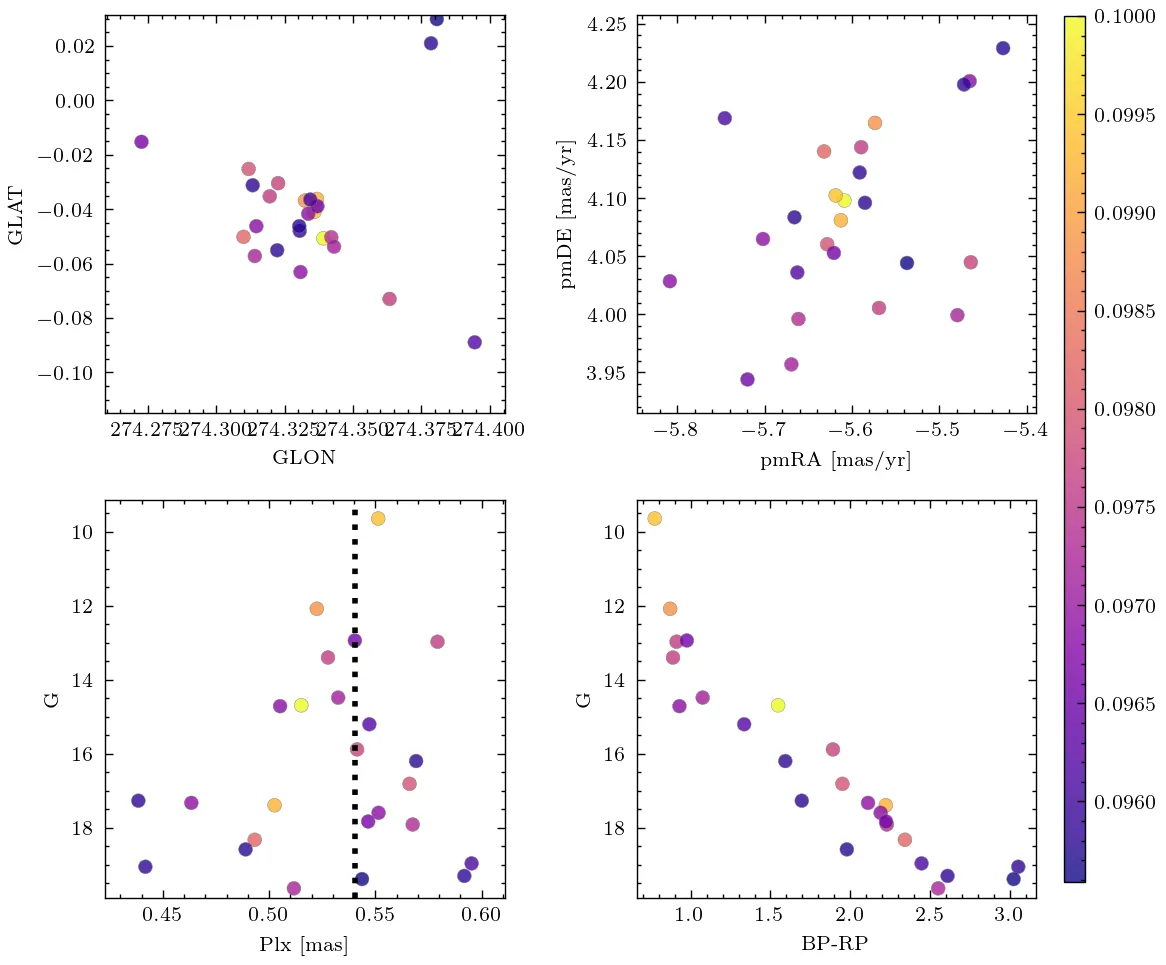 0.02
0.00
−0.02
−0.04
−0.06
−0.08
−0.10
GLAT
274.275 274.300 274.325 274.350 274.375 274.400
GLON
4.25
4.20
4.15
4.10
4.05
4.00
3.95
pmDE [mas/yr]
−5.8 −5.7 −5.6 −5.5 −5.4
pmRA [mas/yr]
10
12
14
16
18
G
0.45 0.50 0.55 0.60
Plx [mas]
10
12
14
16
18
G
1.0 1.5 2.0 2.5 3.0
BP-RP
0.1000
0.0995
0.0990
0.0985
0.0980
0.0975
0.0970
0.0965
0.0960